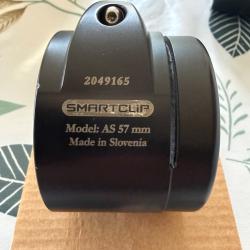 2049165
SMARTCLIP
Model: AS 57 mm
Made in Slovenia